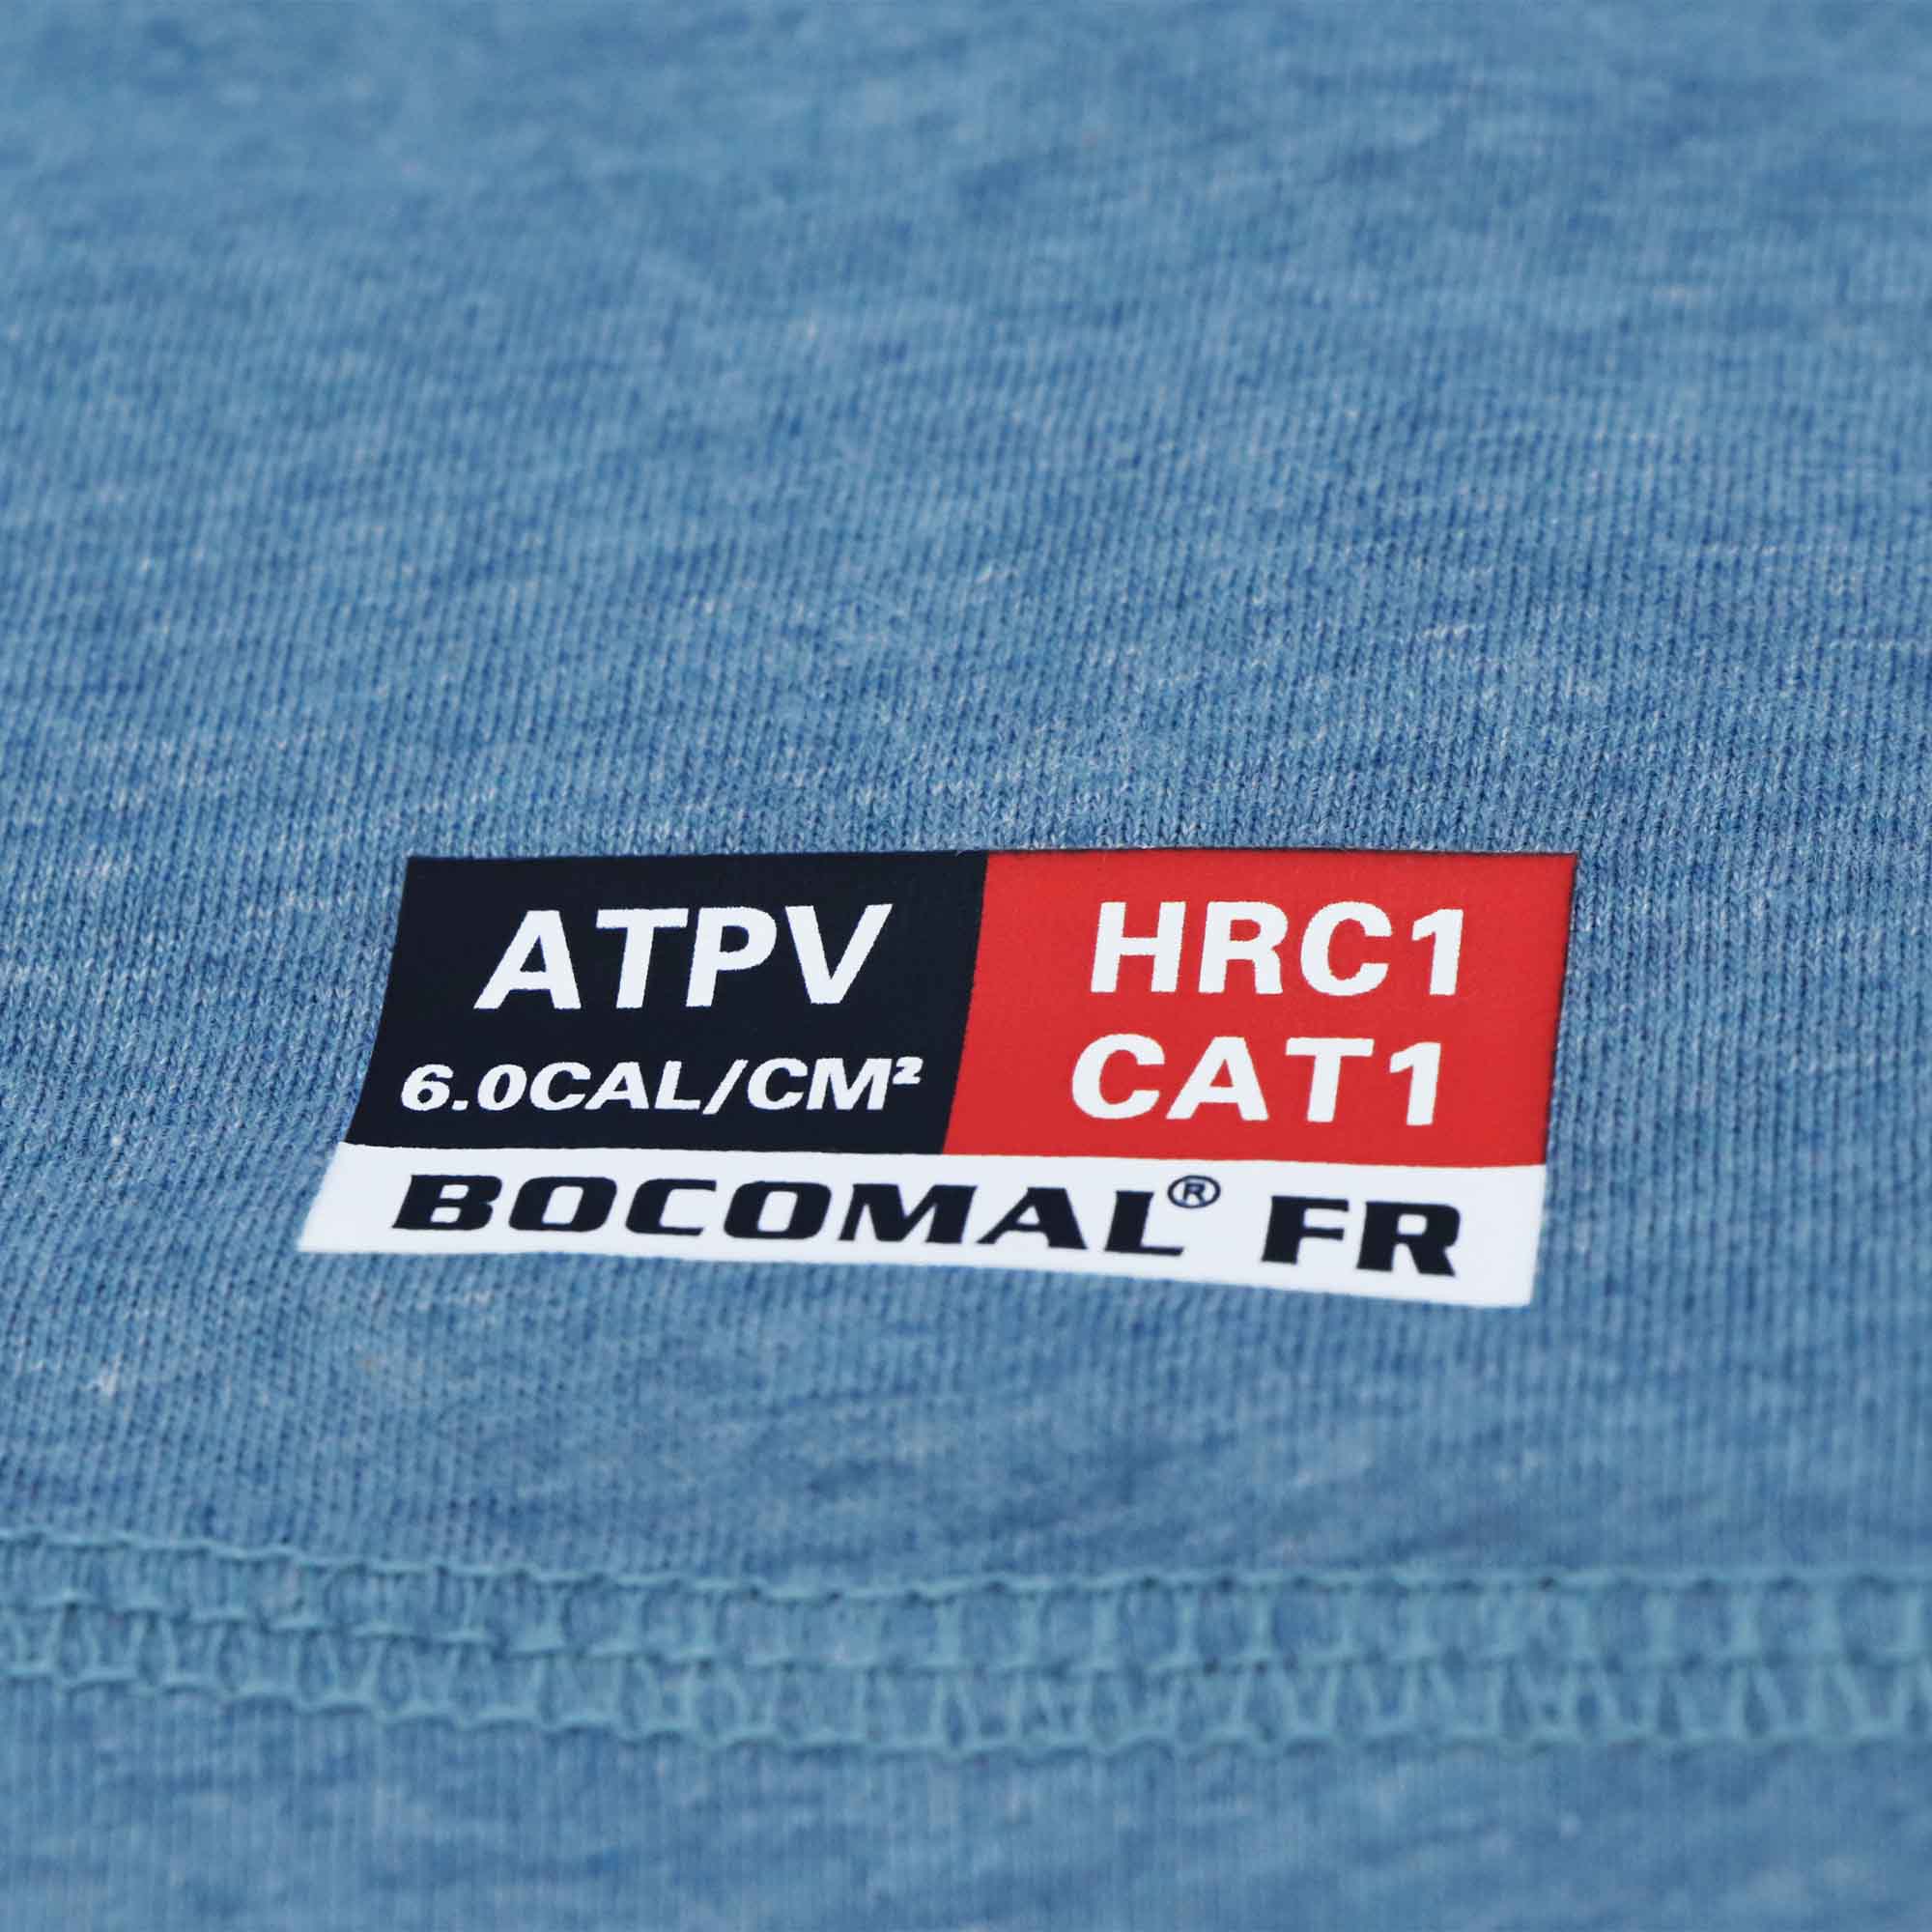 ATPV
6.0CAL/CM²
HRC1
CAT1
BOCOMAL® FR